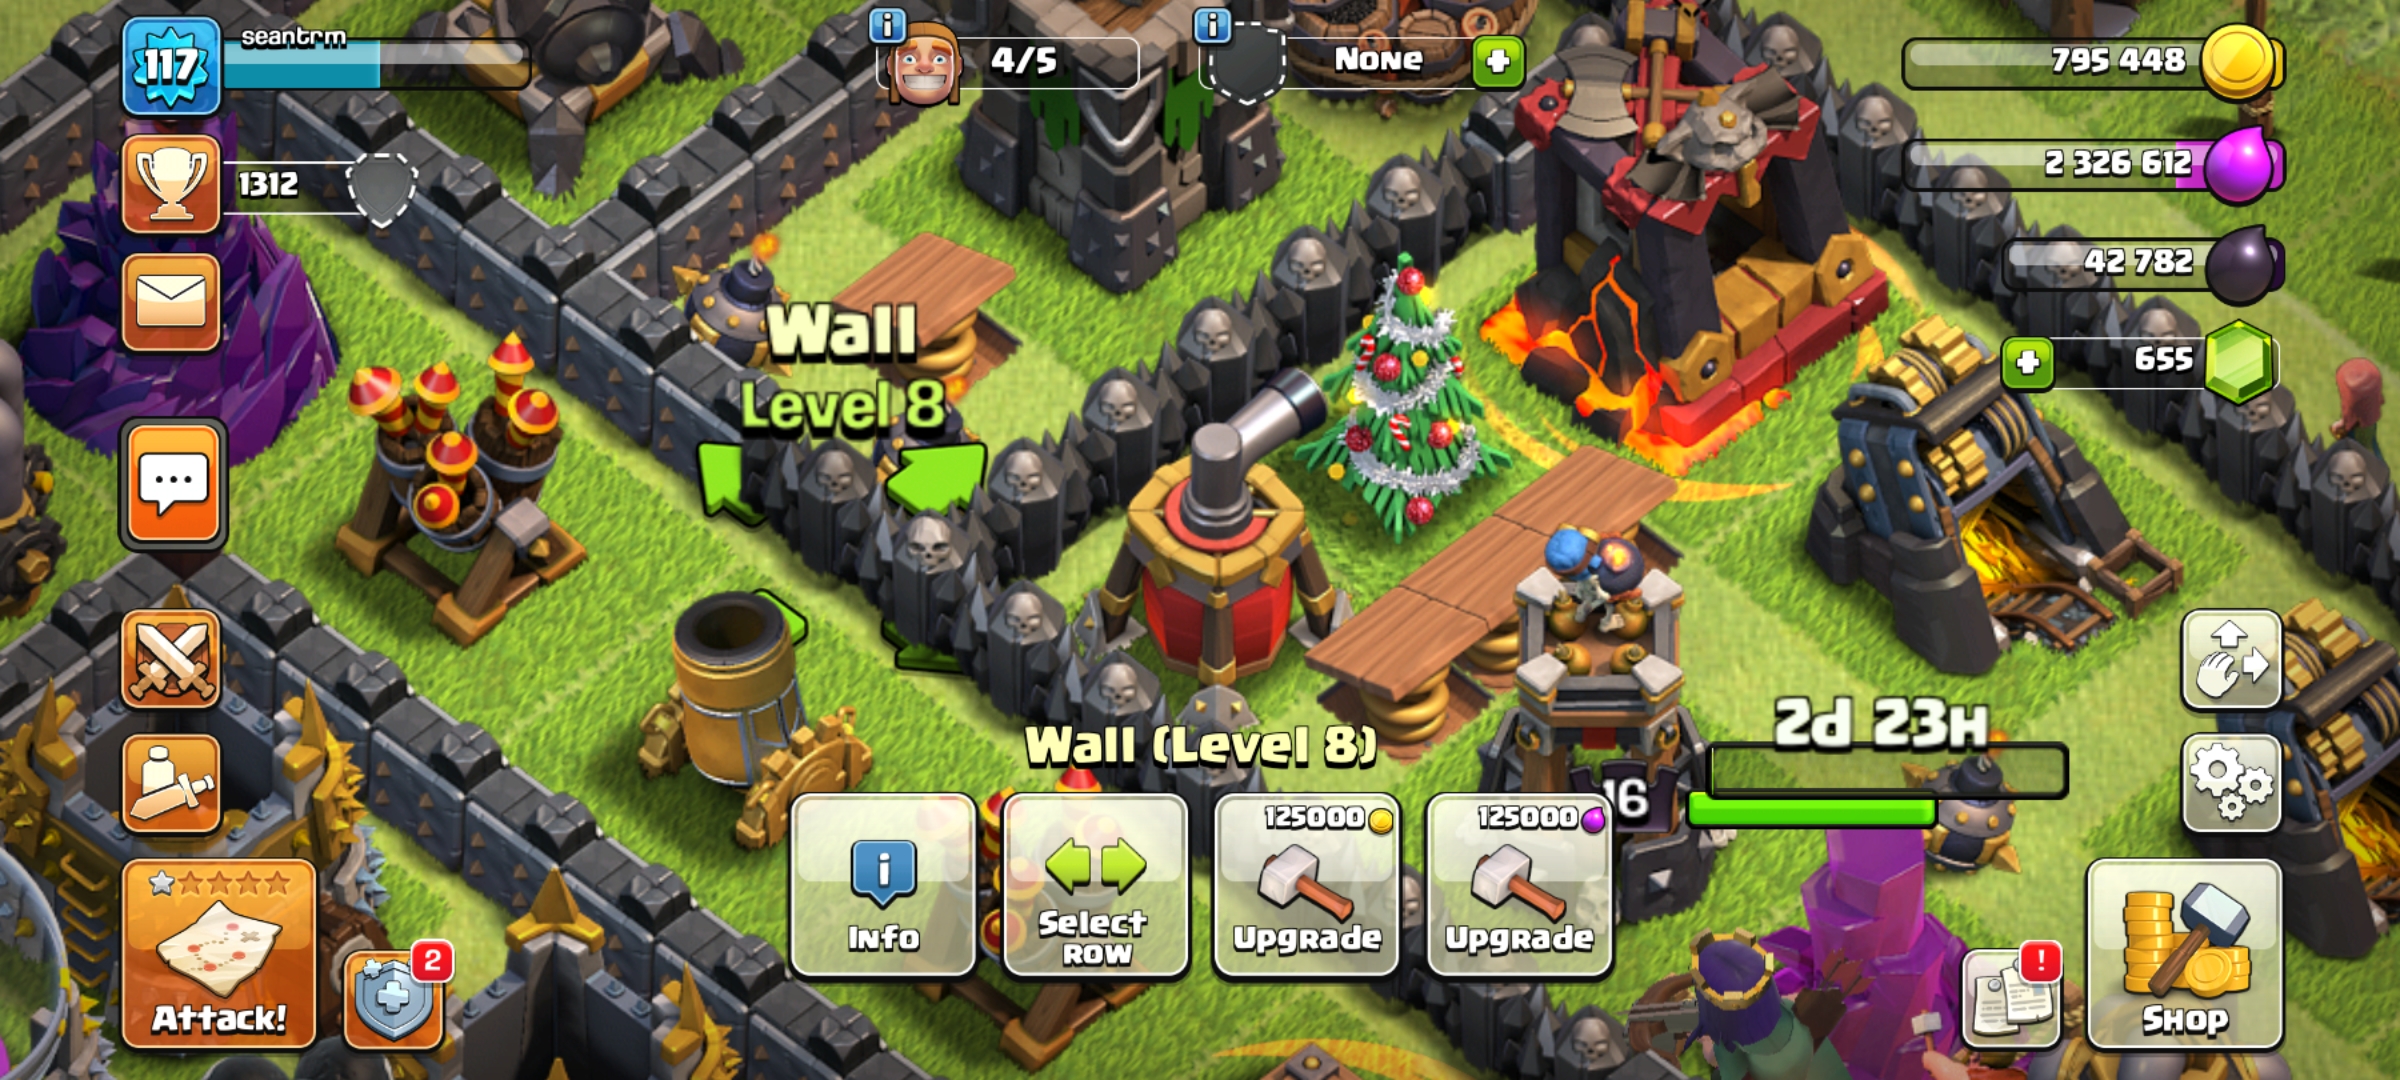 117
seantrm
4/5
None
795 448
1312
2 326 612
42 782
655
Wall
Level 8
2d 23H
Wall (Level 8)
16
Info
Select
Row
125000
Upgrade
125000
Upgrade
Attack!
2
!
Shop